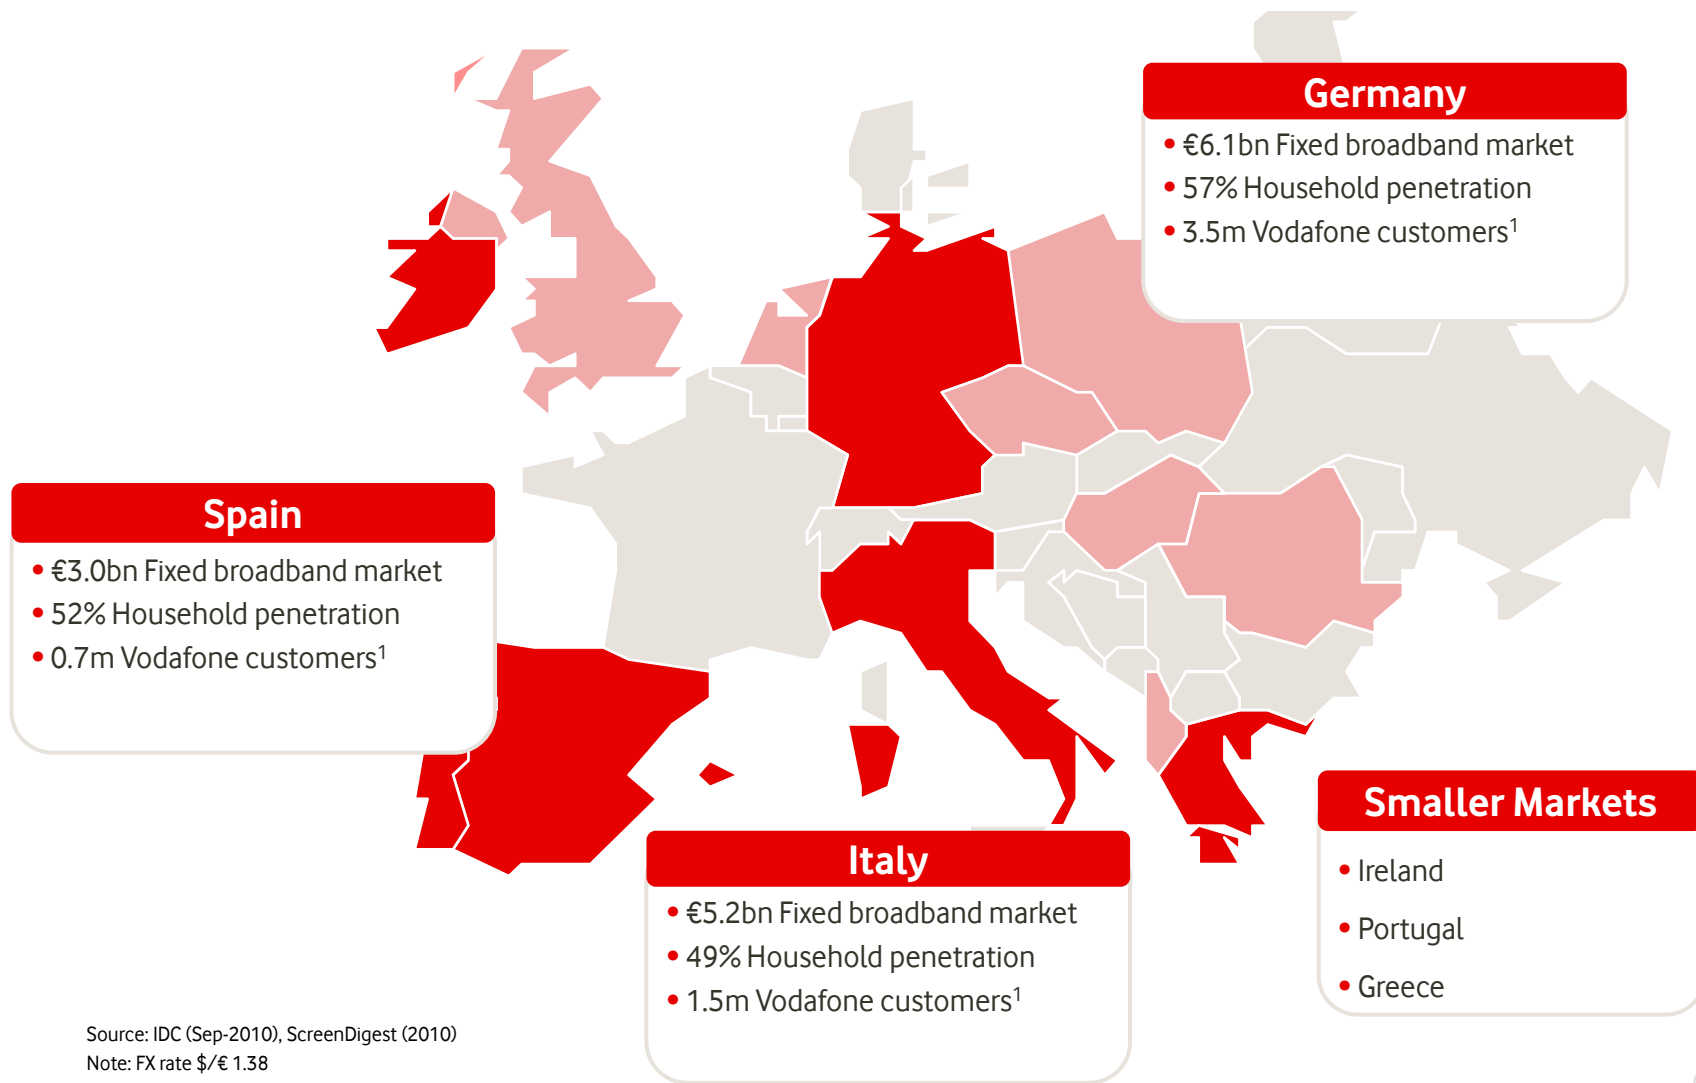 Germany
• €6.1bn Fixed broadband market
• 57% Household penetration
• 3.5m Vodafone customers¹
Spain
• €3.0bn Fixed broadband market
• 52% Household penetration
• 0.7m Vodafone customers¹
Italy
• €5.2bn Fixed broadband market
• 49% Household penetration
• 1.5m Vodafone customers¹
Smaller Markets
• Ireland
• Portugal
• Greece
Source: IDC (Sep-2010), ScreenDigest (2010)
Note: FX rate $/€ 1.38